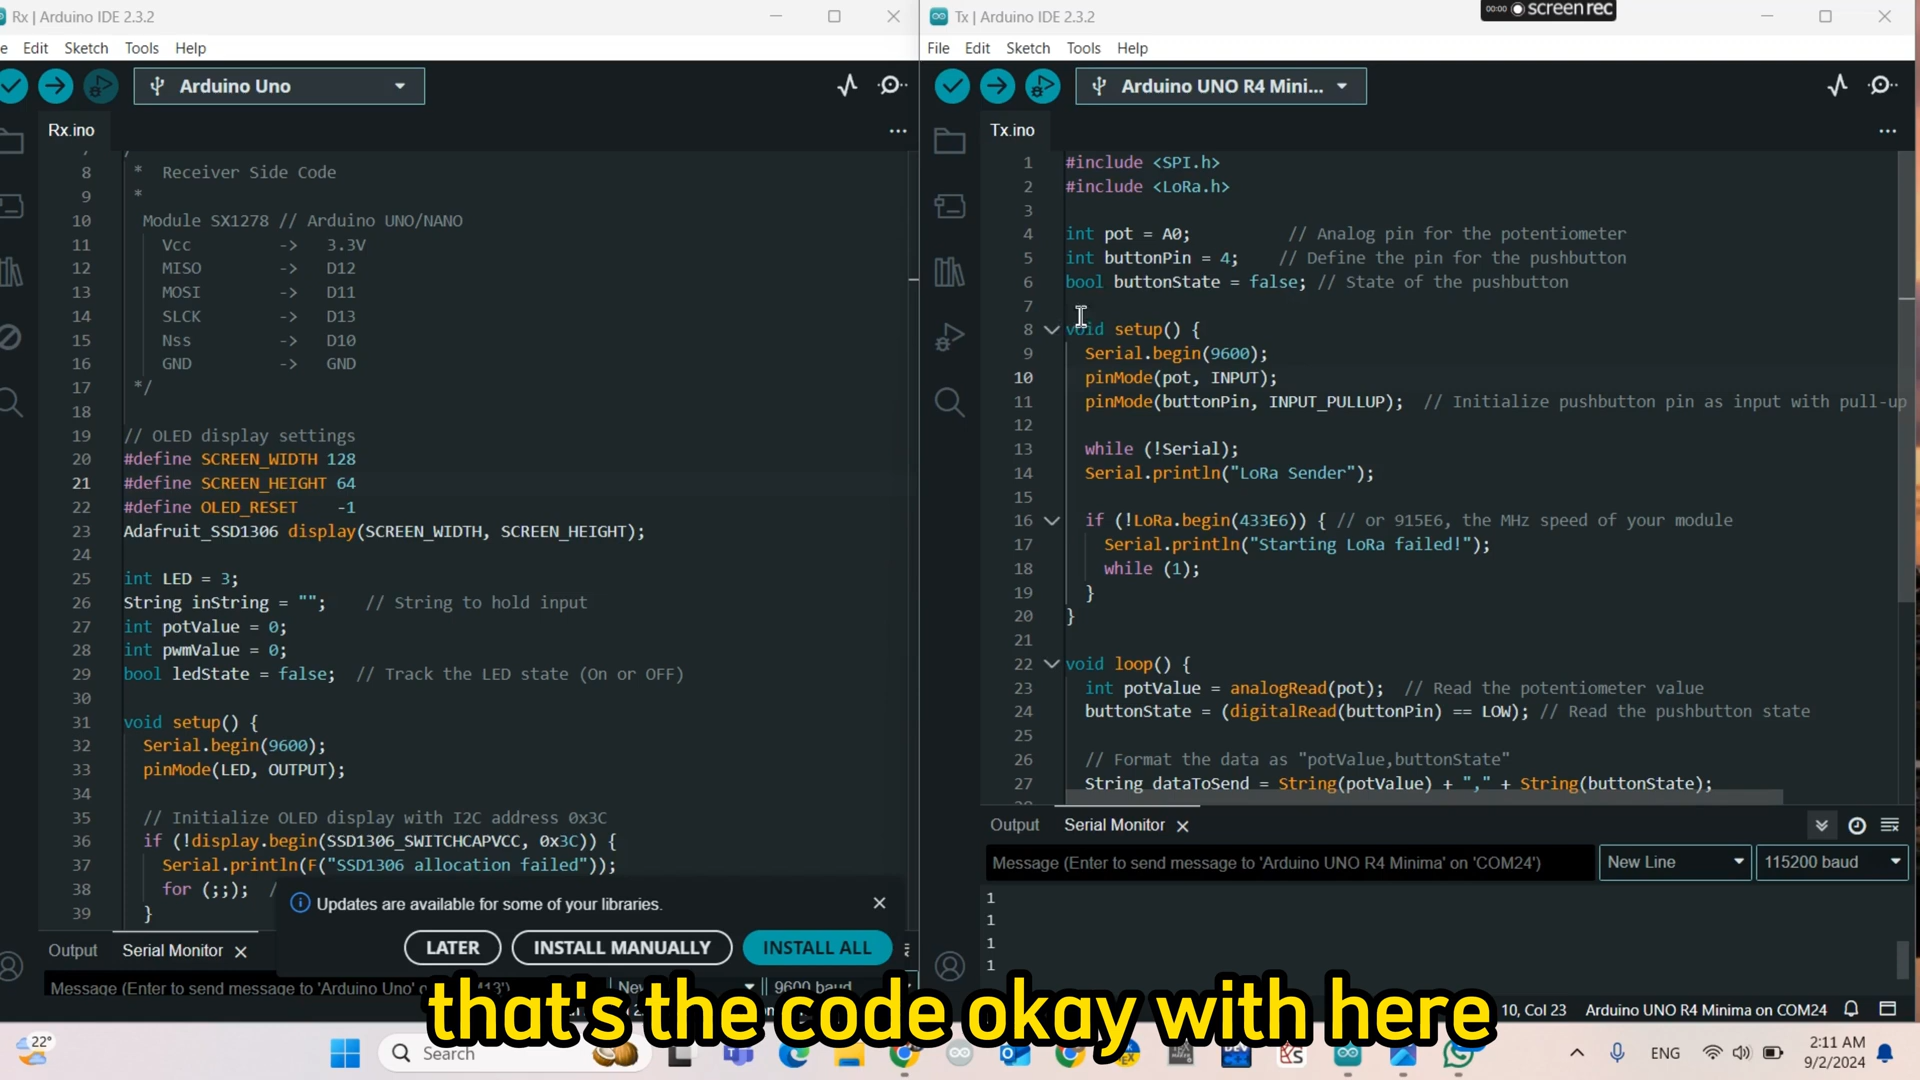 Rx | Arduino IDE 2.3.2
Edit Sketch Tools Help
Arduino Uno
Rx.ino
8 * Receiver Side Code
9 *
10 Module SX1278 // Arduino UNO/NANO
11 Vcc -> 3.3V
12 MISO -> D12
13 MOSI -> D11
14 SLCK -> D13
15 Nss -> D10
16 GND -> GND
17 */
18
19 // OLED display settings
20 #define SCREEN_WIDTH 128
21 #define SCREEN_HEIGHT 64
22 #define OLED_RESET -1
23 Adafruit_SSD1306 display(SCREEN_WIDTH, SCREEN_HEIGHT);
24
25 int LED = 3;
26 String inString = ""; // String to hold input
27 int potValue = 0;
28 int pwmValue = 0;
29 bool ledState = false; // Track the LED state (On or OFF)
30
31 void setup() {
32 Serial.begin(9600);
33 pinMode(LED, OUTPUT);
34
35 // Initialize OLED display with I2C address 0x3C
36 if (!display.begin(SSD1306_SWITCHCAPVCC, 0x3C)) {
37 Serial.println(F("SSD1306 allocation failed"));
38 for (;;); /
39 }
Updates are available for some of your libraries.
LATER INSTALL MANUALLY INSTALL ALL
Output Serial Monitor
Message (Enter to send message to 'Arduino Uno'
9600 baud
Tx | Arduino IDE 2.3.2
00:00 screen rec
File Edit Sketch Tools Help
Arduino UNO R4 Mini...
Tx.ino
1 #include <SPI.h>
2 #include <LoRa.h>
3
4 int pot = A0; // Analog pin for the potentiometer
5 int buttonPin = 4; // Define the pin for the pushbutton
6 bool buttonState = false; // State of the pushbutton
7
8 void setup() {
9 Serial.begin(9600);
10 pinMode(pot, INPUT);
11 pinMode(buttonPin, INPUT_PULLUP); // Initialize pushbutton pin as input with pull-up
12
13 while (!Serial);
14 Serial.println("LoRa Sender");
15
16 if (!LoRa.begin(433E6)) { // or 915E6, the MHz speed of your module
17 Serial.println("Starting LoRa failed!");
18 while (1);
19 }
20 }
21
22 void loop() {
23 int potValue = analogRead(pot); // Read the potentiometer value
24 buttonState = (digitalRead(buttonPin) == LOW); // Read the pushbutton state
25
26 // Format the data as "potValue,buttonState"
27 String dataToSend = String(potValue) + "," + String(buttonState);
Output Serial Monitor
Message (Enter to send message to 'Arduino UNO R4 Minima' on 'COM24')
New Line
115200 baud
1
1
1
1
10, Col 23 Arduino UNO R4 Minima on COM24
that's the code okay with here
22°
Search
ENG
2:11 AM
9/2/2024